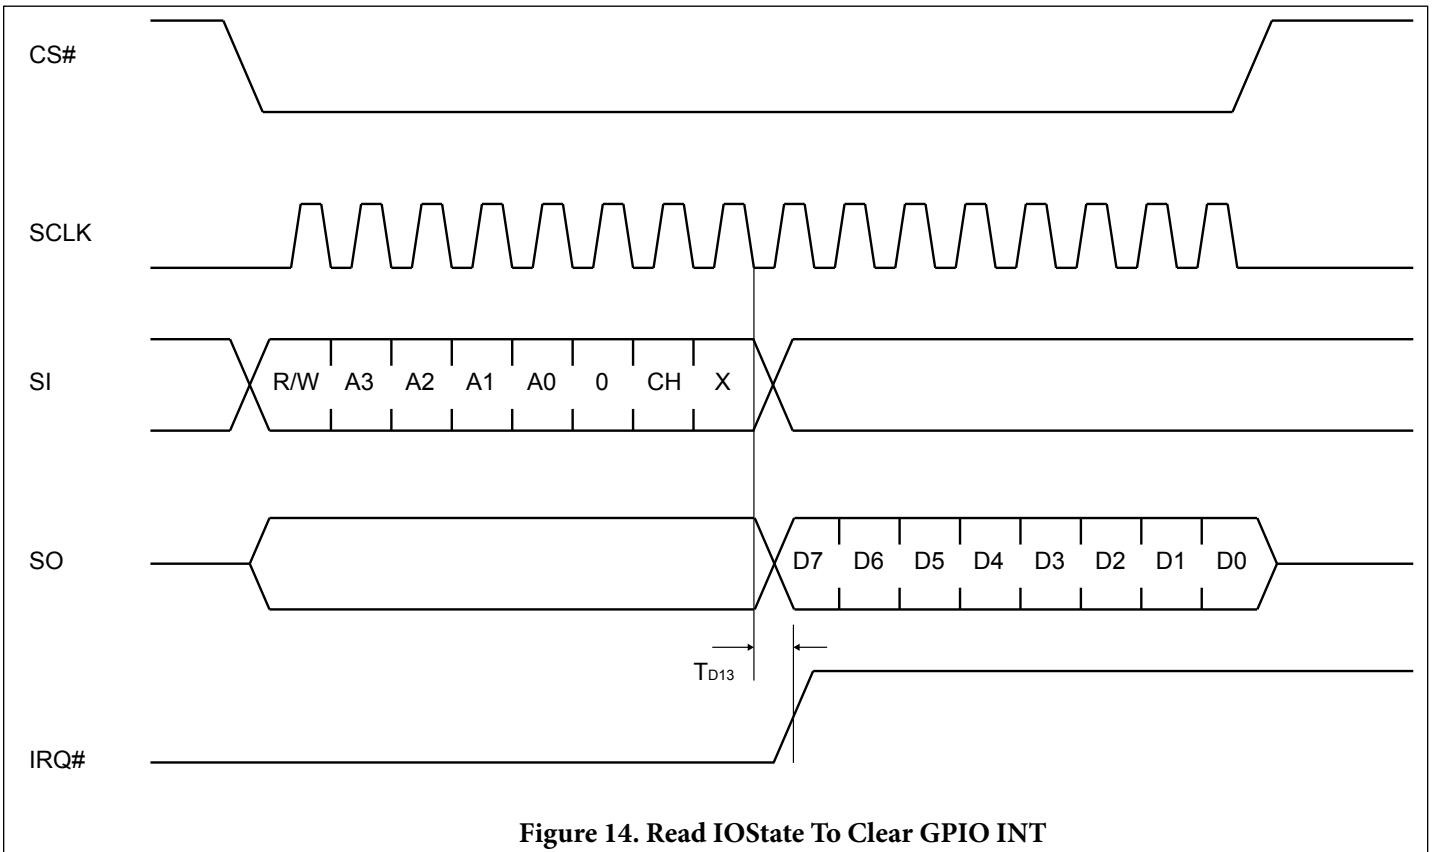 CS#
SCLK
SI R/W A3 A2 A1 A0 0 CH X
SO D7 D6 D5 D4 D3 D2 D1 D0
TD13
IRQ#
Figure 14. Read IOState To Clear GPIO INT